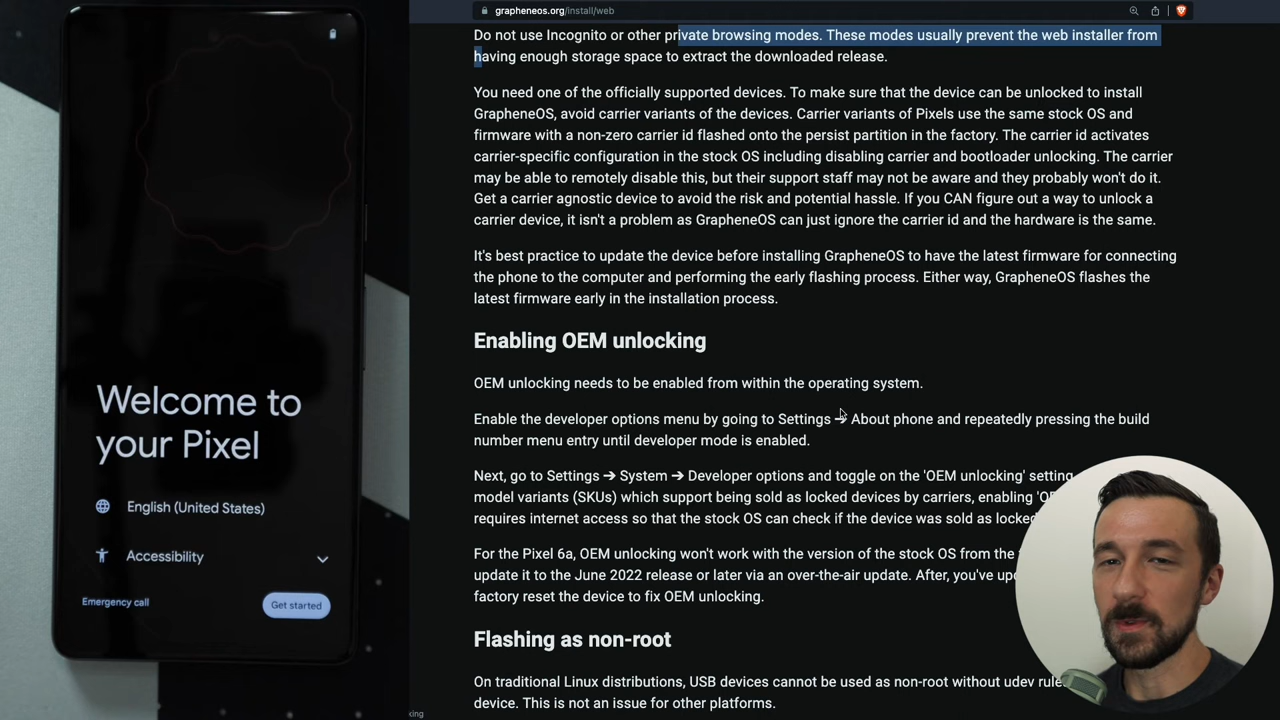 grapheneos.org/install/web
Do not use Incognito or other private browsing modes. These modes usually prevent the web installer from
having enough storage space to extract the downloaded release.
You need one of the officially supported devices. To make sure that the device can be unlocked to install
GrapheneOS, avoid carrier variants of the devices. Carrier variants of Pixels use the same stock OS and
firmware with a non-zero carrier id flashed onto the persist partition in the factory. The carrier id activates
carrier-specific configuration in the stock OS including disabling carrier and bootloader unlocking. The carrier
may be able to remotely disable this, but their support staff may not be aware and they probably won't do it.
Get a carrier agnostic device to avoid the risk and potential hassle. If you CAN figure out a way to unlock a
carrier device, it isn't a problem as GrapheneOS can just ignore the carrier id and the hardware is the same.
It's best practice to update the device before installing GrapheneOS to have the latest firmware for connecting
the phone to the computer and performing the early flashing process. Either way, GrapheneOS flashes the
latest firmware early in the installation process.
Enabling OEM unlocking
OEM unlocking needs to be enabled from within the operating system.
Enable the developer options menu by going to Settings ➔ About phone and repeatedly pressing the build
number menu entry until developer mode is enabled.
Next, go to Settings ➔ System ➔ Developer options and toggle on the 'OEM unlocking' setting
model variants (SKUs) which support being sold as locked devices by carriers, enabling
requires internet access so that the stock OS can check if the device was sold as locked
For the Pixel 6a, OEM unlocking won't work with the version of the stock OS from the
update it to the June 2022 release or later via an over-the-air update. After, you've
factory reset the device to fix OEM unlocking.
Flashing as non-root
On traditional Linux distributions, USB devices cannot be used as non-root without udev
device. This is not an issue for other platforms.
Welcome to
your Pixel
English (United States)
Accessibility
Emergency call
Get started